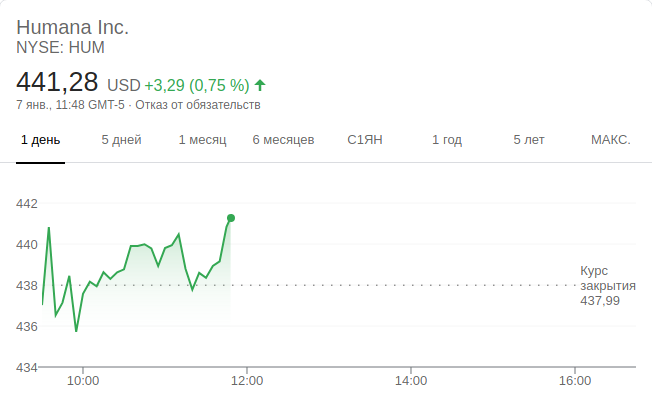 Humana Inc.
NYSE: HUM
441,28 USD +3,29 (0,75 %) ↑
7 янв., 11:48 GMT-5 · Отказ от обязательств
1 день 5 дней 1 месяц 6 месяцев С1ЯН 1 год 5 лет МАКС.
442
440
438
436
434
Курс
закрытия
437,99
10:00 12:00 14:00 16:00